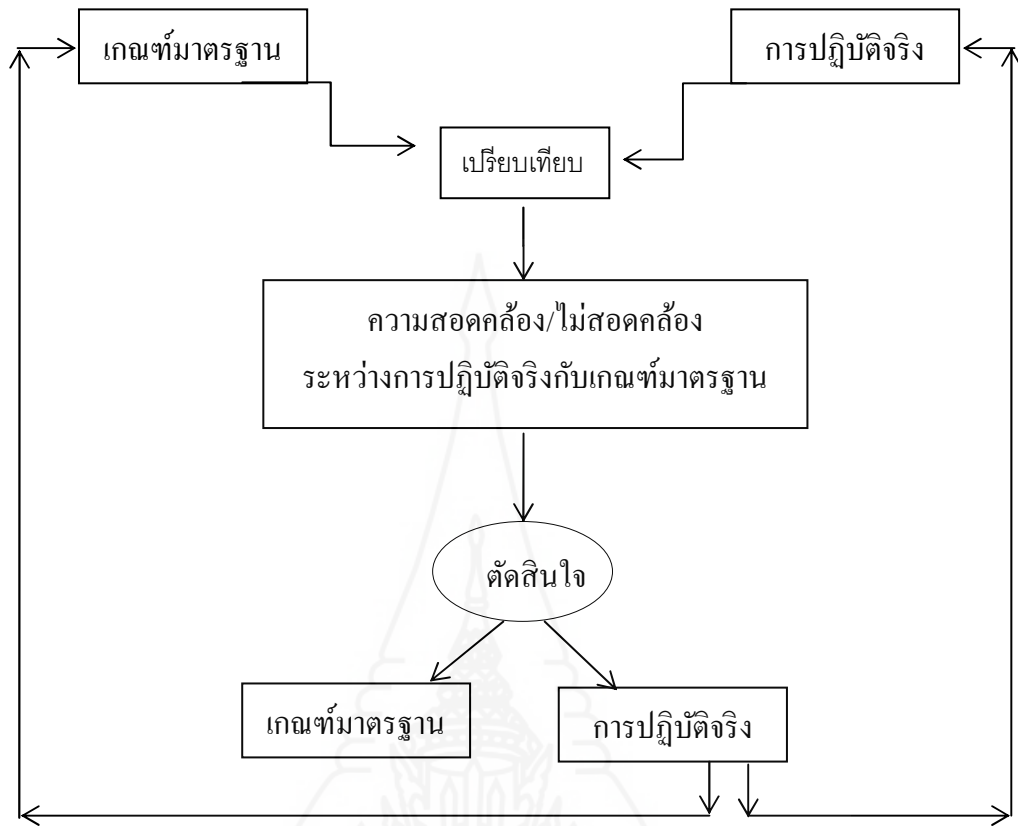 เกณฑ์มาตรฐาน
การปฏิบัติจริง
เปรียบเทียบ
ความสอดคล้อง/ไม่สอดคล้อง
ระหว่างการปฏิบัติจริงกับเกณฑ์มาตรฐาน
ตัดสินใจ
เกณฑ์มาตรฐาน
การปฏิบัติจริง